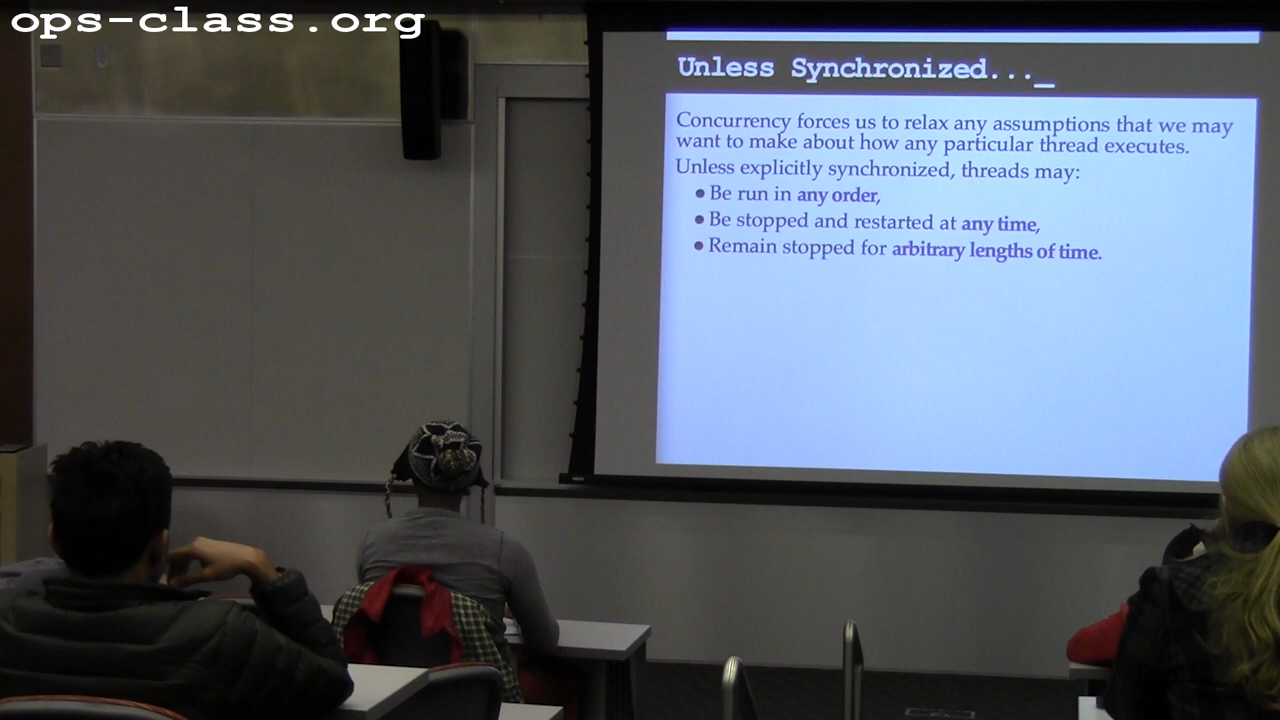 ops-class.org
Unless Synchronized..._
Concurrency forces us to relax any assumptions that we may
want to make about how any particular thread executes.
Unless explicitly synchronized, threads may:
• Be run in any order,
• Be stopped and restarted at any time,
• Remain stopped for arbitrary lengths of time.